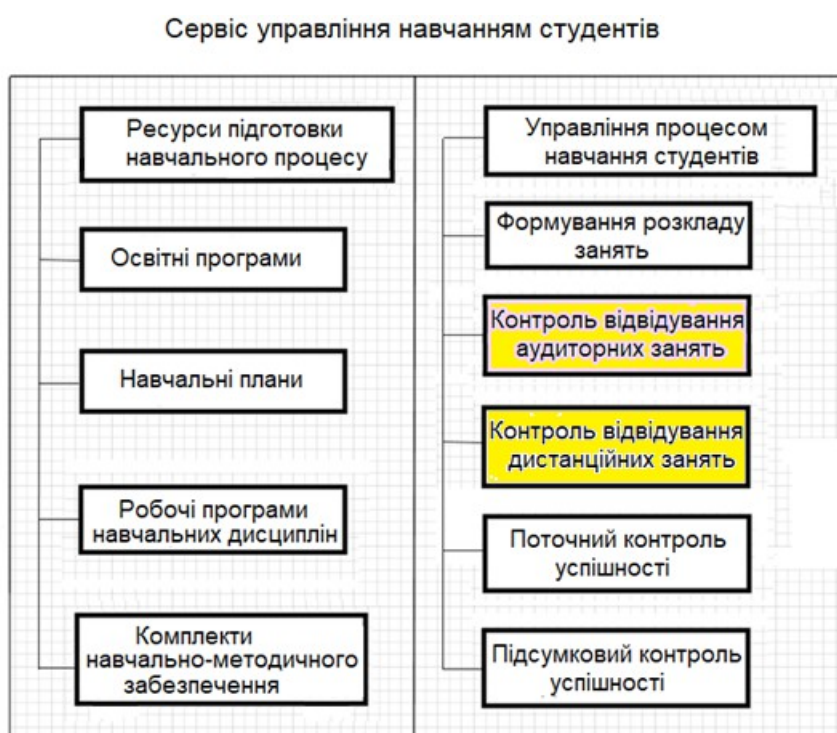 Сервіс управління навчанням студентів
Ресурси підготовки
навчального процесу
Освітні програми
Навчальні плани
Робочі програми
навчальних дисциплін
Комплекти
навчально-методичного
забезпечення
Управління процесом
навчання студентів
Формування розкладу
занять
Контроль відвідування
аудиторних занять
Контроль відвідування
дистанційних занять
Поточний контроль
успішності
Підсумковий контроль
успішності